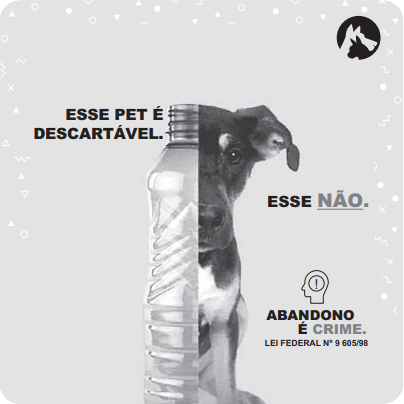 ESSE PET É
DESCARTÁVEL.
ESSE NÃO.
ABANDONO
É CRIME.
LEI FEDERAL Nº 9 605/98